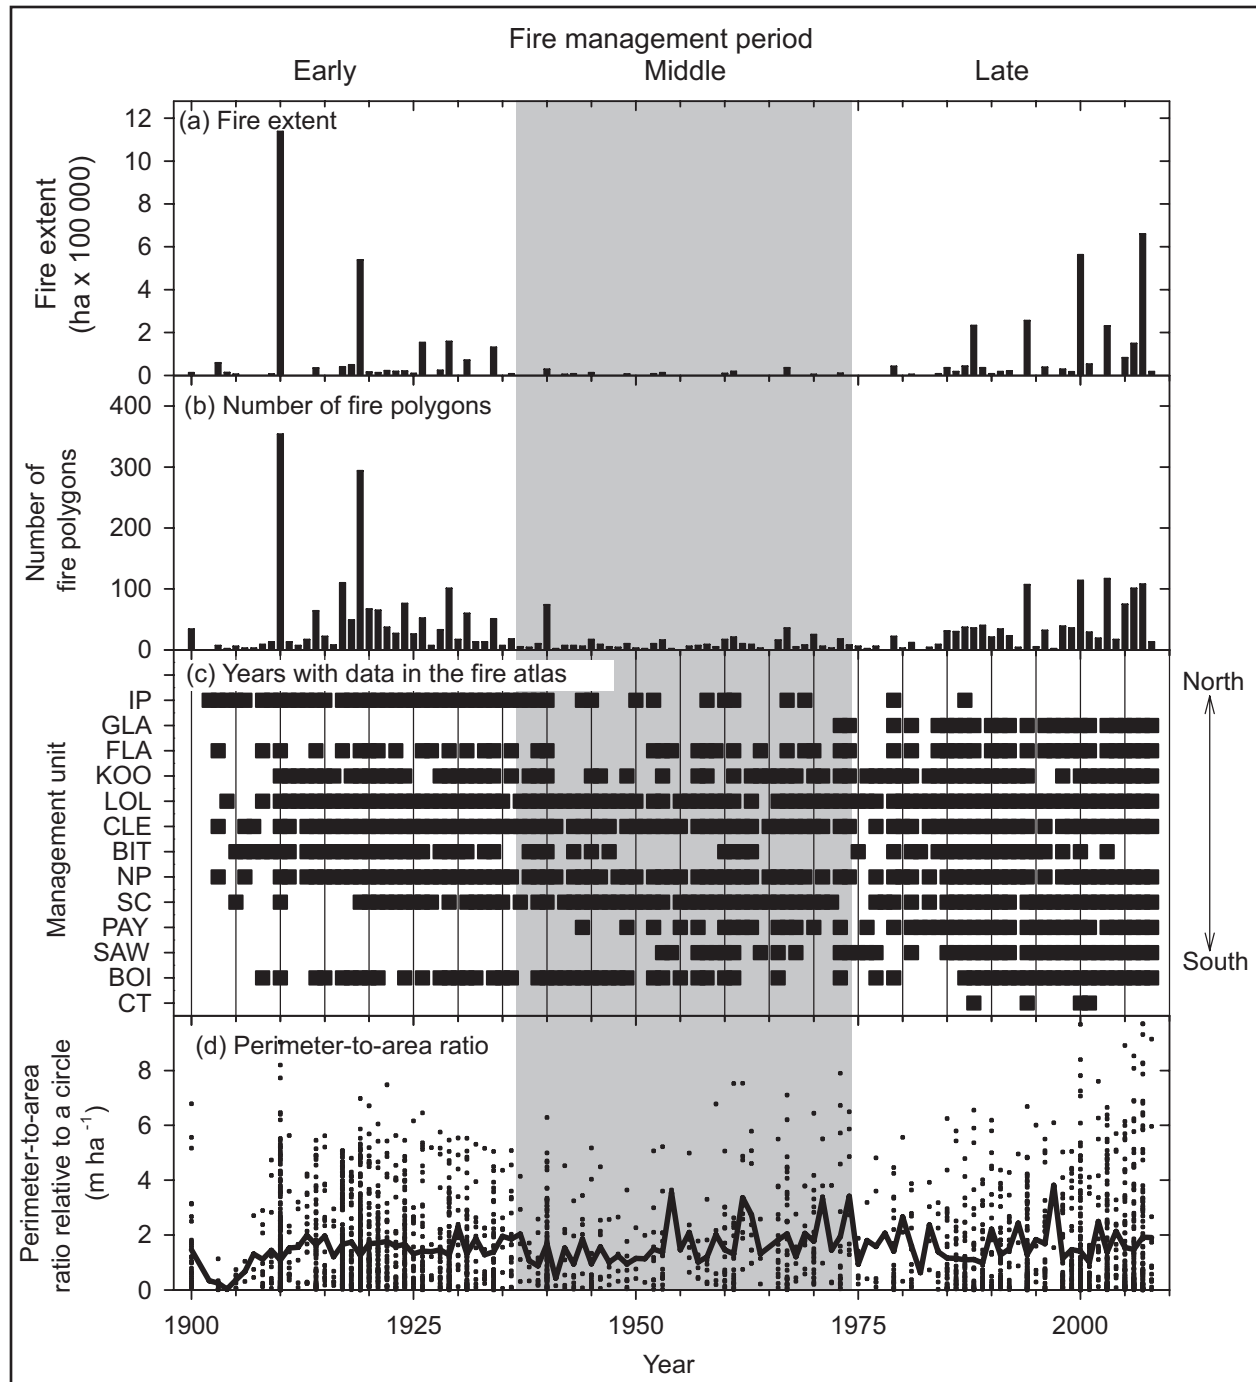 Fire management period
Early Middle Late
(a) Fire extent
12
10
8
6
4
2
0
Fire extent
(ha x 100 000)
(b) Number of fire polygons
400
300
200
100
0
Number of
fire polygons
(c) Years with data in the fire atlas
IP
GLA
FLA
KOO
LOL
CLE
BIT
NP
SC
PAY
SAW
BOI
CT
Management unit
North
South
(d) Perimeter-to-area ratio
8
6
4
2
0
Perimeter-to-area
ratio relative to a circle
(m ha -1)
1900 1925 1950 1975 2000
Year